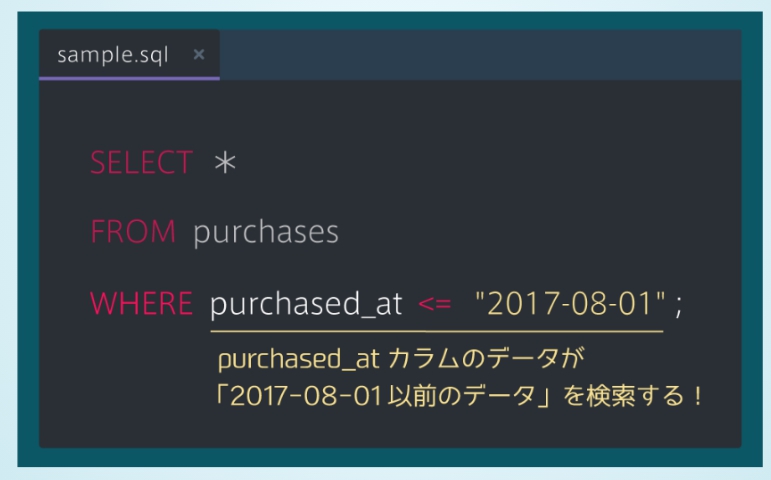 sample.sql ×
SELECT *
FROM purchases
WHERE purchased_at <= "2017-08-01" ;
purchased_at カラムのデータが
「2017-08-01 以前のデータ」を検索する！